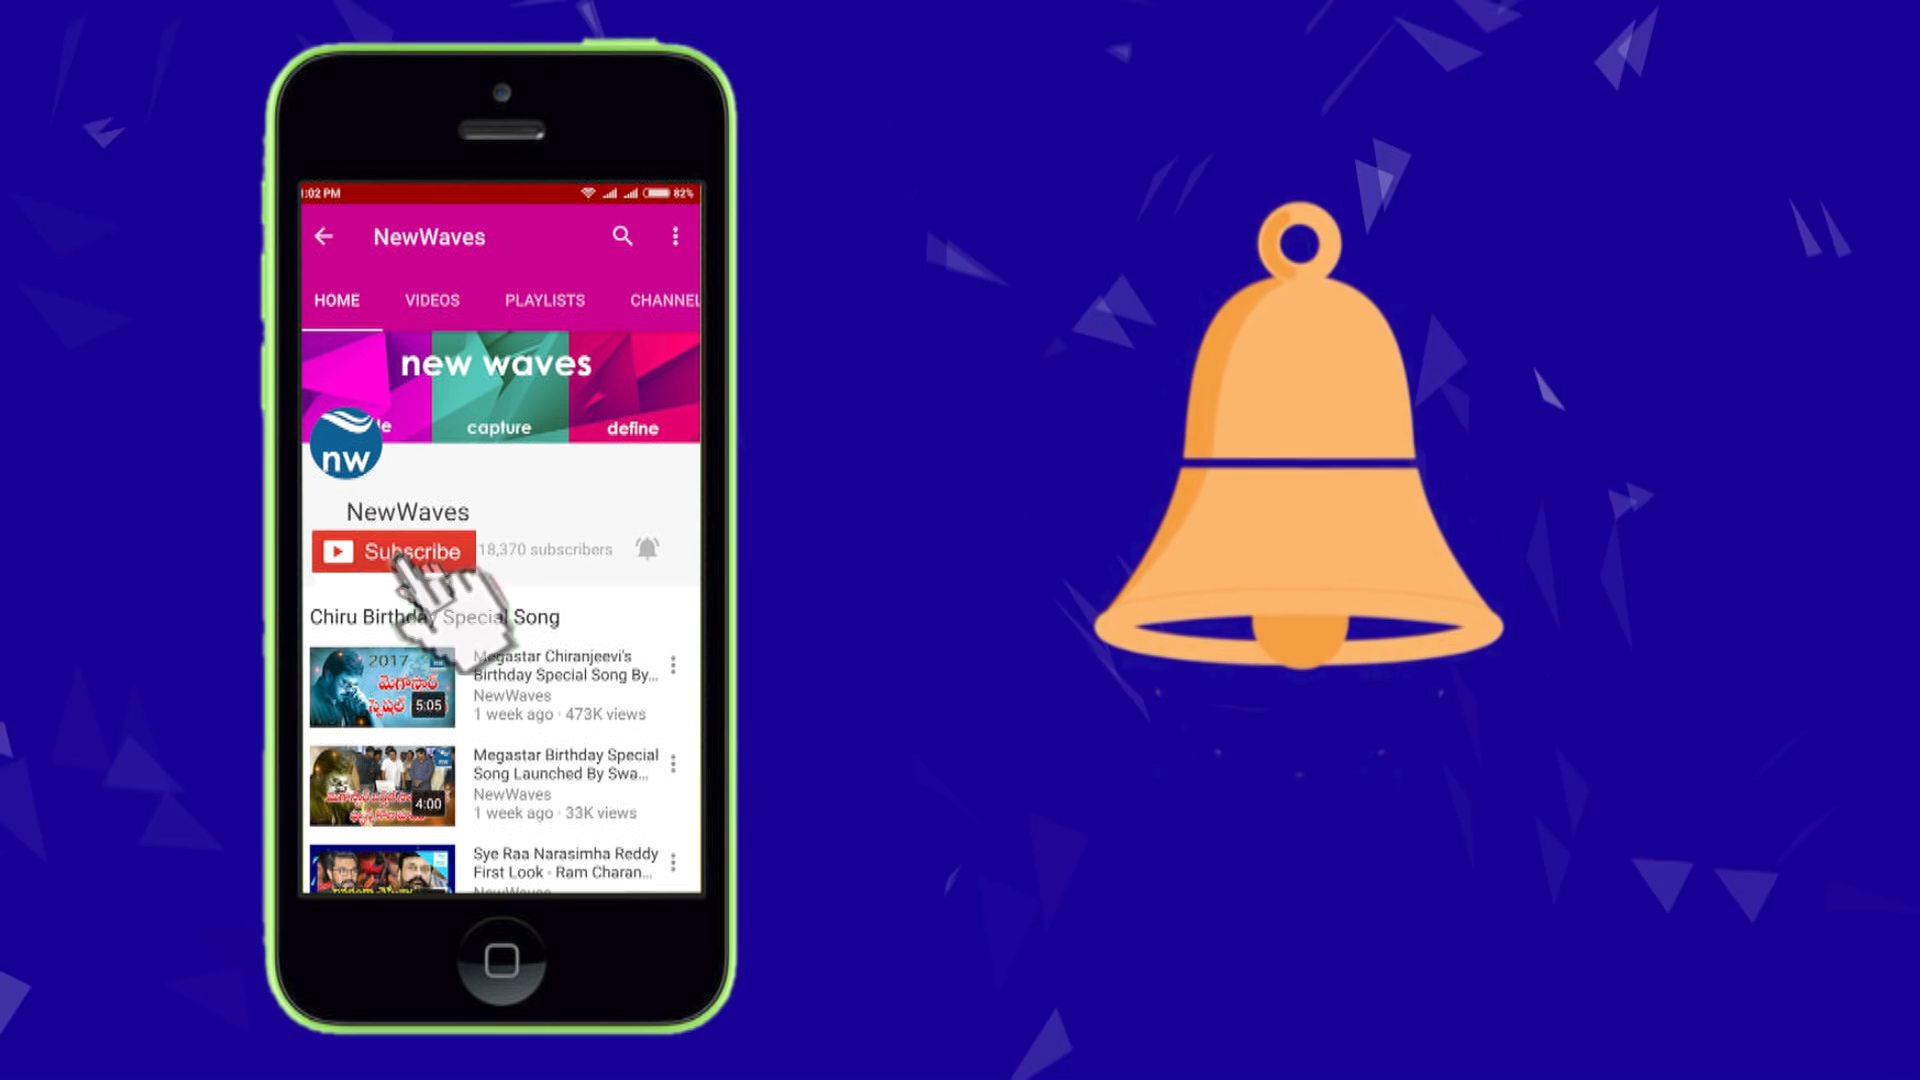 :02 PM 82%
NewWaves
HOME VIDEOS PLAYLISTS CHANNEL
new waves
le capture define
nw
NewWaves
Subscribe 18,370 subscribers
Chiru Birthday Special Song
2017
మెగాస్టార్
స్పెషల్
5:05
Megastar Chiranjeevi's
Birthday Special Song By...
NewWaves
1 week ago · 473K views
4:00
Megastar Birthday Special
Song Launched By Swa...
NewWaves
1 week ago · 33K views
Sye Raa Narasimha Reddy
First Look - Ram Charan...
NewWaves